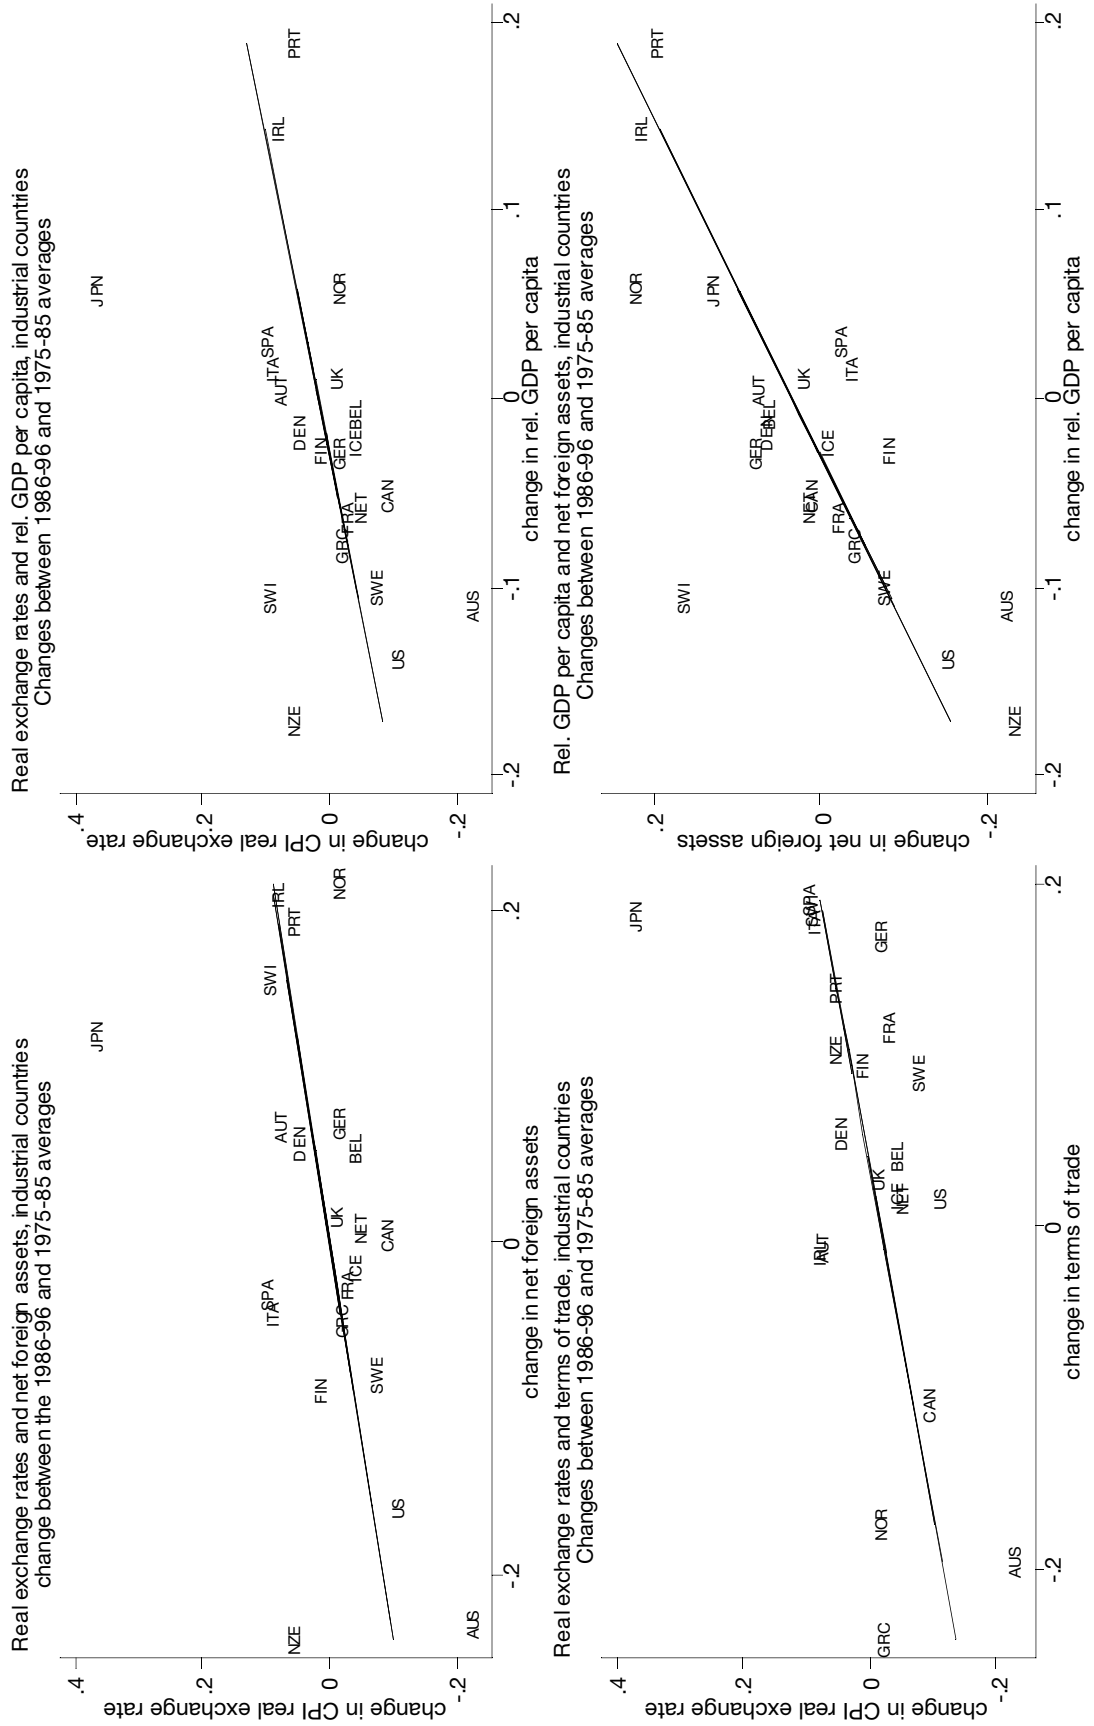 Real exchange rates and net foreign assets, industrial countries
change between the 1986-96 and 1975-85 averages
change in CPI real exchange rate
.4
.2
0
-.2
JPN
SWI
SPA
ITA
IRL
AUT
PRT
NZE
DEN
FIN
UK
GER
NOR
GRC
FRA
ICE
BEL
NET
SWE
CAN
US
AUS
-.2
0
.2
change in net foreign assets
Real exchange rates and rel. GDP per capita, industrial countries
Changes between 1986-96 and 1975-85 averages
change in CPI real exchange rate
.4
.2
0
-.2
JPN
SWI
SPA
ITA
AUT
IRL
NZE
PRT
DEN
FIN
UK
GER
NOR
GRC
FRA
ICE
BEL
NET
SWE
CAN
US
AUS
-.2
-.1
0
.1
.2
change in rel. GDP per capita
Real exchange rates and terms of trade, industrial countries
Changes between 1986-96 and 1975-85 averages
change in CPI real exchange rate
.4
.2
0
-.2
JPN
SPA
SWI
ITA
IRL
AUT
NZE
PRT
DEN
FIN
UK
NOR
GER
GRC
FRA
ICE
BEL
NET
SWE
CAN
US
AUS
-.2
0
.2
change in terms of trade
Rel. GDP per capita and net foreign assets, industrial countries
Changes between 1986-96 and 1975-85 averages
change in net foreign assets
.2
0
-.2
NOR
IRL
PRT
SWI
JPN
GER
AUT
DEN
BEL
UK
NET
CAN
ICE
FRA
SPA
ITA
GRC
SWE
FIN
US
AUS
NZE
-.2
-.1
0
.1
.2
change in rel. GDP per capita